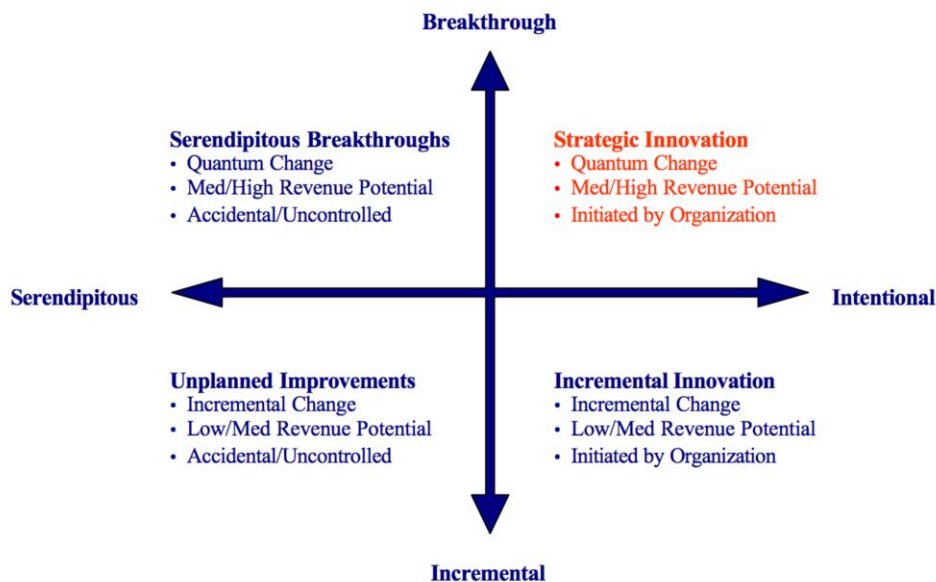 Breakthrough
Serendipitous Breakthroughs
• Quantum Change
• Med/High Revenue Potential
• Accidental/Uncontrolled
Strategic Innovation
• Quantum Change
• Med/High Revenue Potential
• Initiated by Organization
Serendipitous
Intentional
Unplanned Improvements
• Incremental Change
• Low/Med Revenue Potential
• Accidental/Uncontrolled
Incremental Innovation
• Incremental Change
• Low/Med Revenue Potential
• Initiated by Organization
Incremental